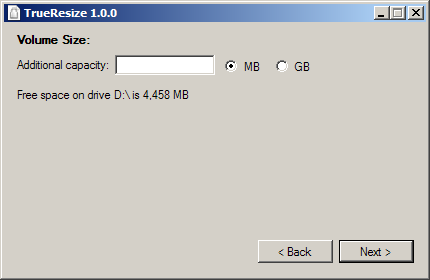 TrueResize 1.0.0
Volume Size:
Additional capacity: MB GB
Free space on drive D:\ is 4,458 MB
< Back Next >